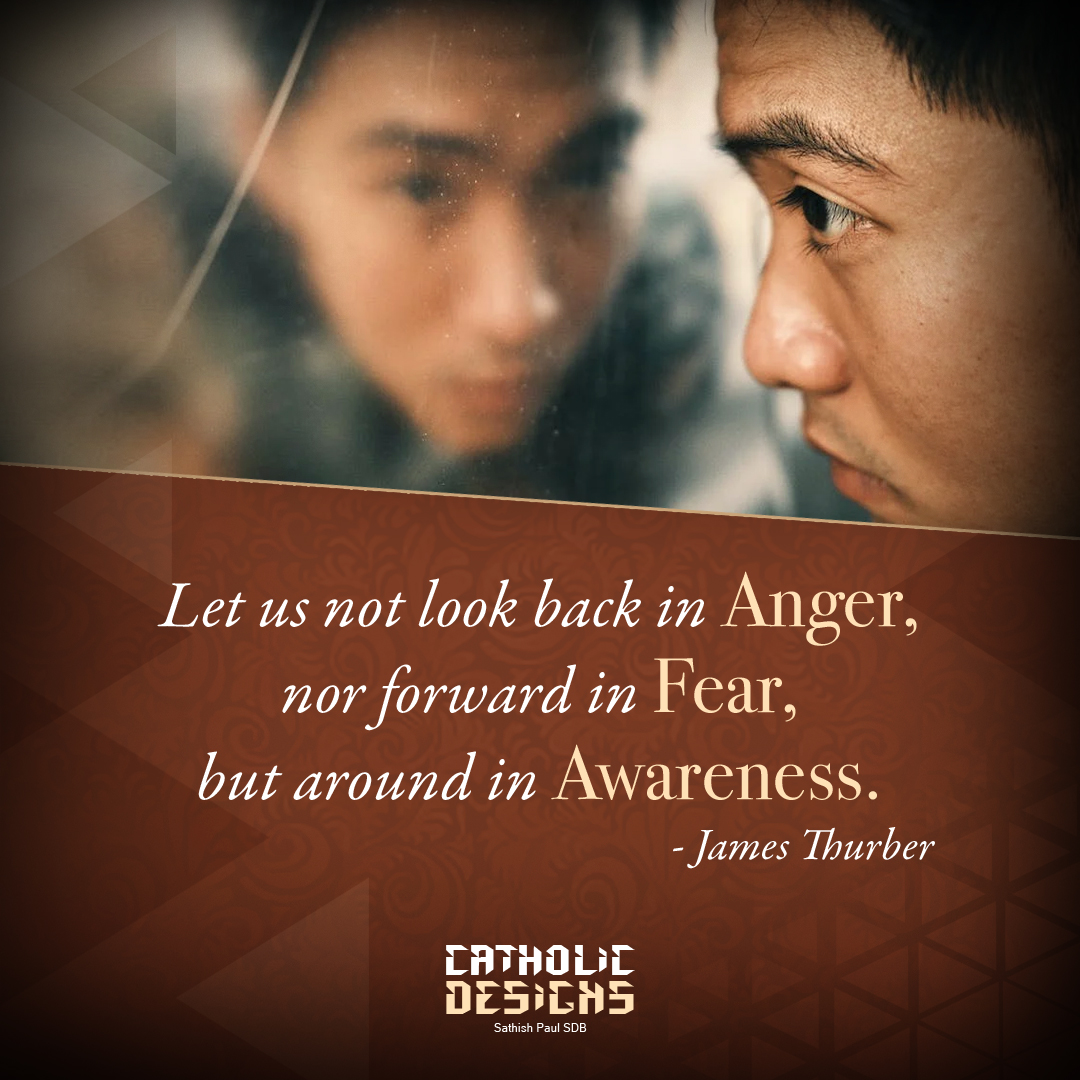 Let us not look back in Anger,
nor forward in Fear,
but around in Awareness.
- James Thurber
CATHOLIC
DESIGNS
Sathish Paul SDB